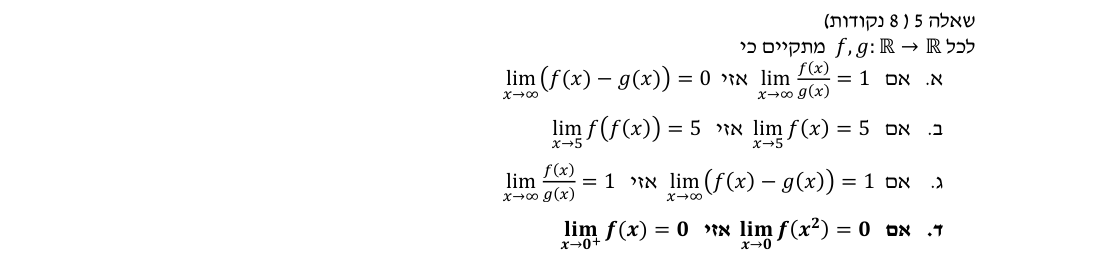 שאלה 5 ( 8 נקודות)
לכל f, g: ℝ → ℝ מתקיים כי
א. אם lim_{x→∞} f(x)/g(x) = 1 אזי lim_{x→∞} (f(x) − g(x)) = 0
ב. אם lim_{x→5} f(x) = 5 אזי lim_{x→5} f(f(x)) = 5
ג. אם lim_{x→∞} (f(x) − g(x)) = 1 אזי lim_{x→∞} f(x)/g(x) = 1
ד. אם lim_{x→0} f(x²) = 0 אזי lim_{x→0⁺} f(x) = 0